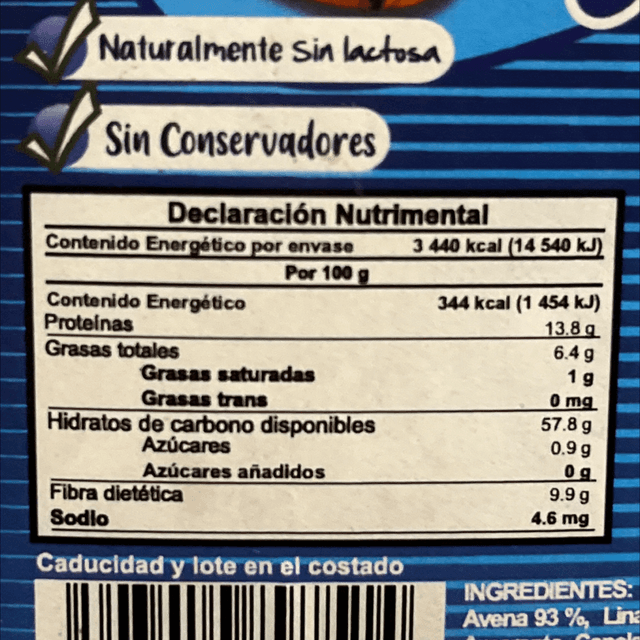 Naturalmente Sin lactosa
Sin Conservadores
Declaración Nutrimental
Contenido Energético por envase 3 440 kcal (14 540 kJ)
Por 100 g
Contenido Energético 344 kcal (1 454 kJ)
Proteínas 13.8 g
Grasas totales 6.4 g
Grasas saturadas 1 g
Grasas trans 0 mg
Hidratos de carbono disponibles 57.8 g
Azúcares 0.9 g
Azúcares añadidos 0 g
Fibra dietética 9.9 g
Sodio 4.6 mg
Caducidad y lote en el costado
INGREDIENTES:
Avena 93 %,